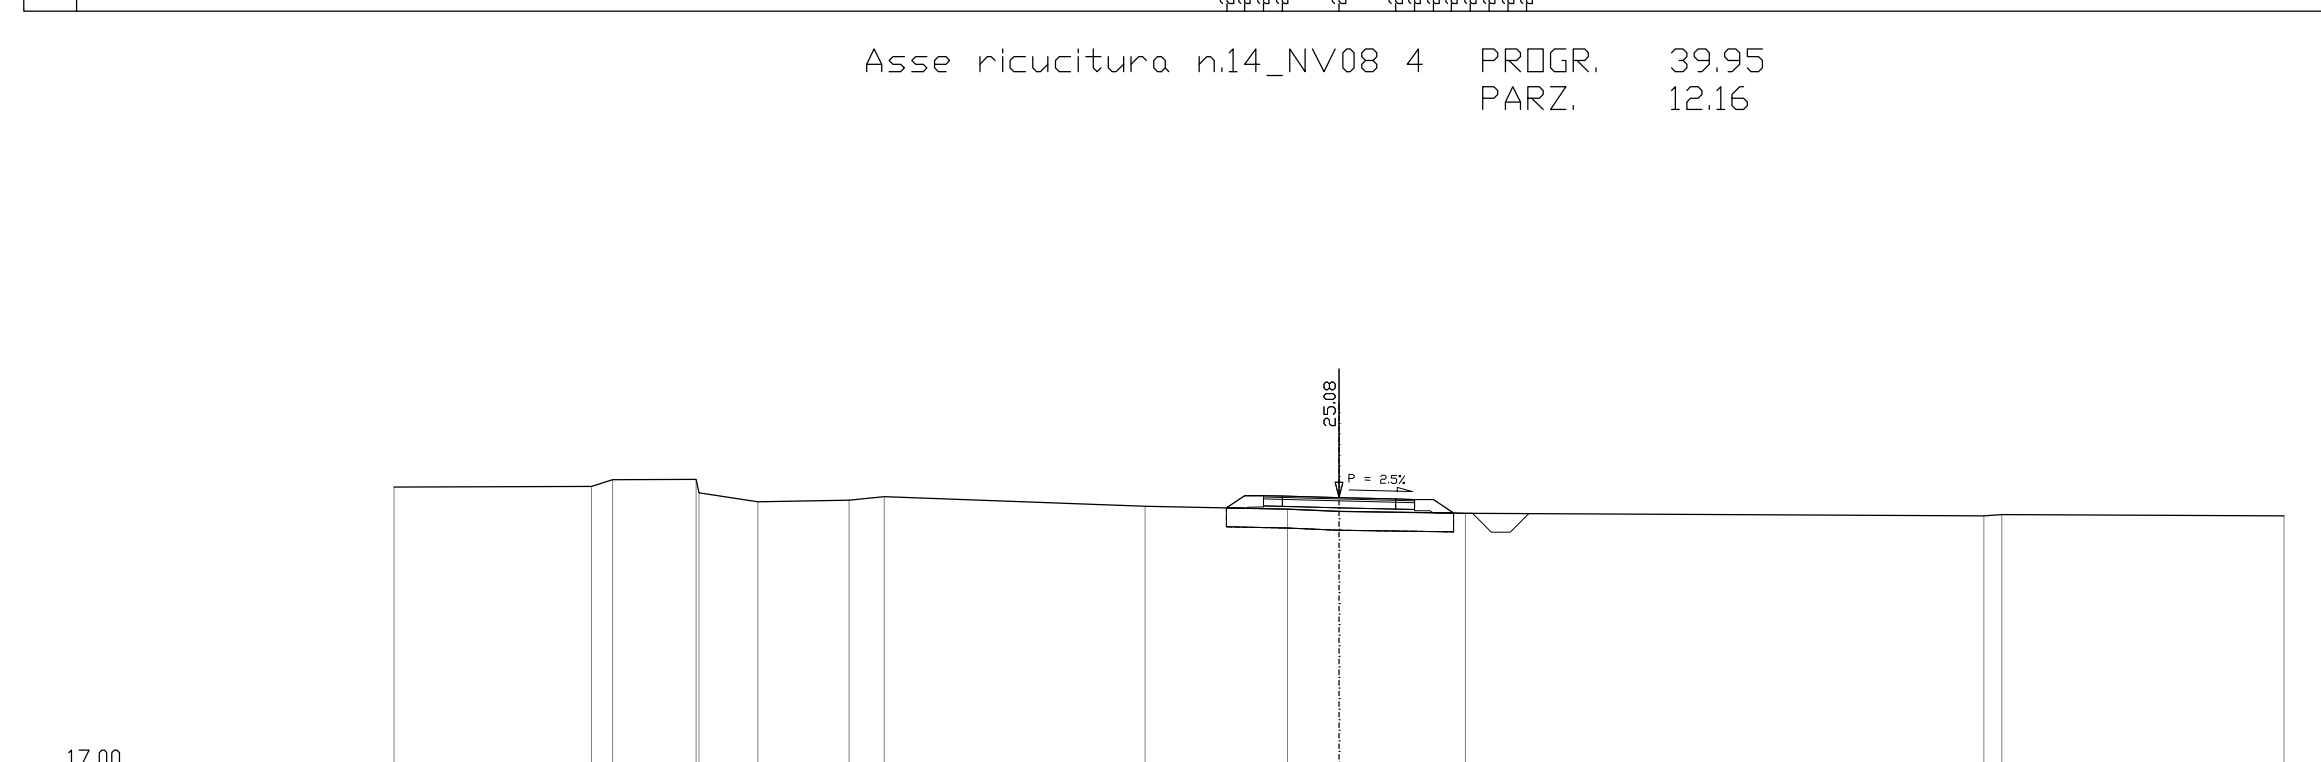 Asse ricucitura n.14_NV08 4 PROGR. 39.95
PARZ. 12.16
25.08
P = 2.5%
17.00